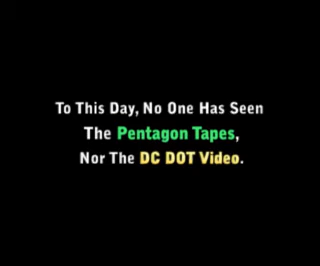 To This Day, No One Has Seen
The Pentagon Tapes,
Nor The DC DOT Video.